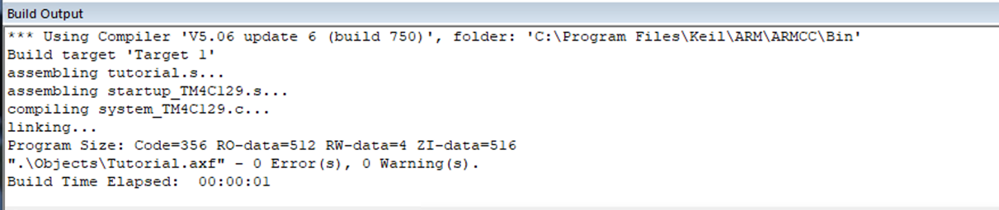 Build Output
*** Using Compiler 'V5.06 update 6 (build 750)', folder: 'C:\Program Files\Keil\ARM\ARMCC\Bin'
Build target 'Target 1'
assembling tutorial.s...
assembling startup_TM4C129.s...
compiling system_TM4C129.c...
linking...
Program Size: Code=356 RO-data=512 RW-data=4 ZI-data=516
".\Objects\Tutorial.axf" - 0 Error(s), 0 Warning(s).
Build Time Elapsed:  00:00:01